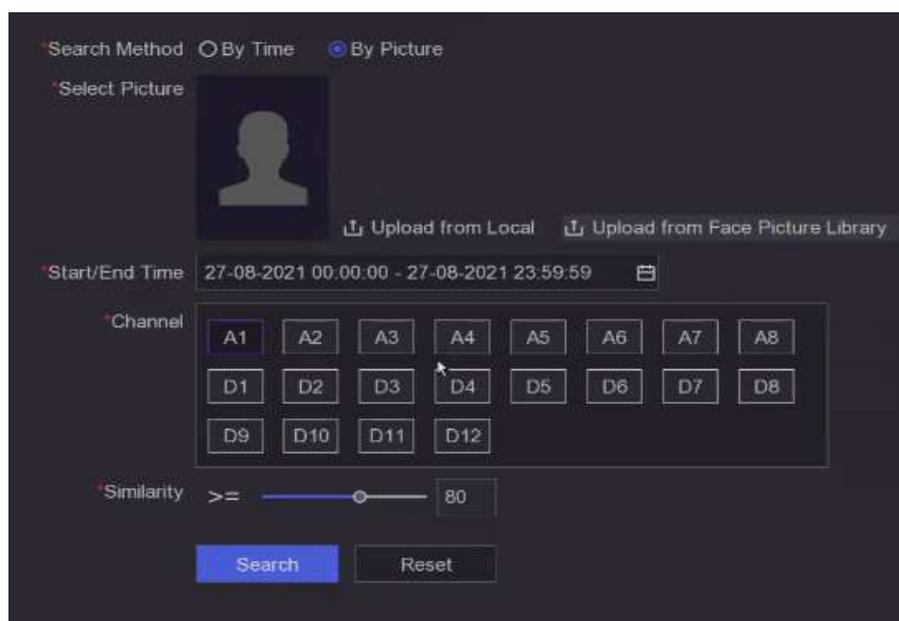 *Search Method By Time By Picture
*Select Picture
Upload from Local Upload from Face Picture Library
*Start/End Time 27-08-2021 00:00:00 - 27-08-2021 23:59:59
*Channel
A1 A2 A3 A4 A5 A6 A7 A8
D1 D2 D3 D4 D5 D6 D7 D8
D9 D10 D11 D12
*Similarity >= 80
Search Reset